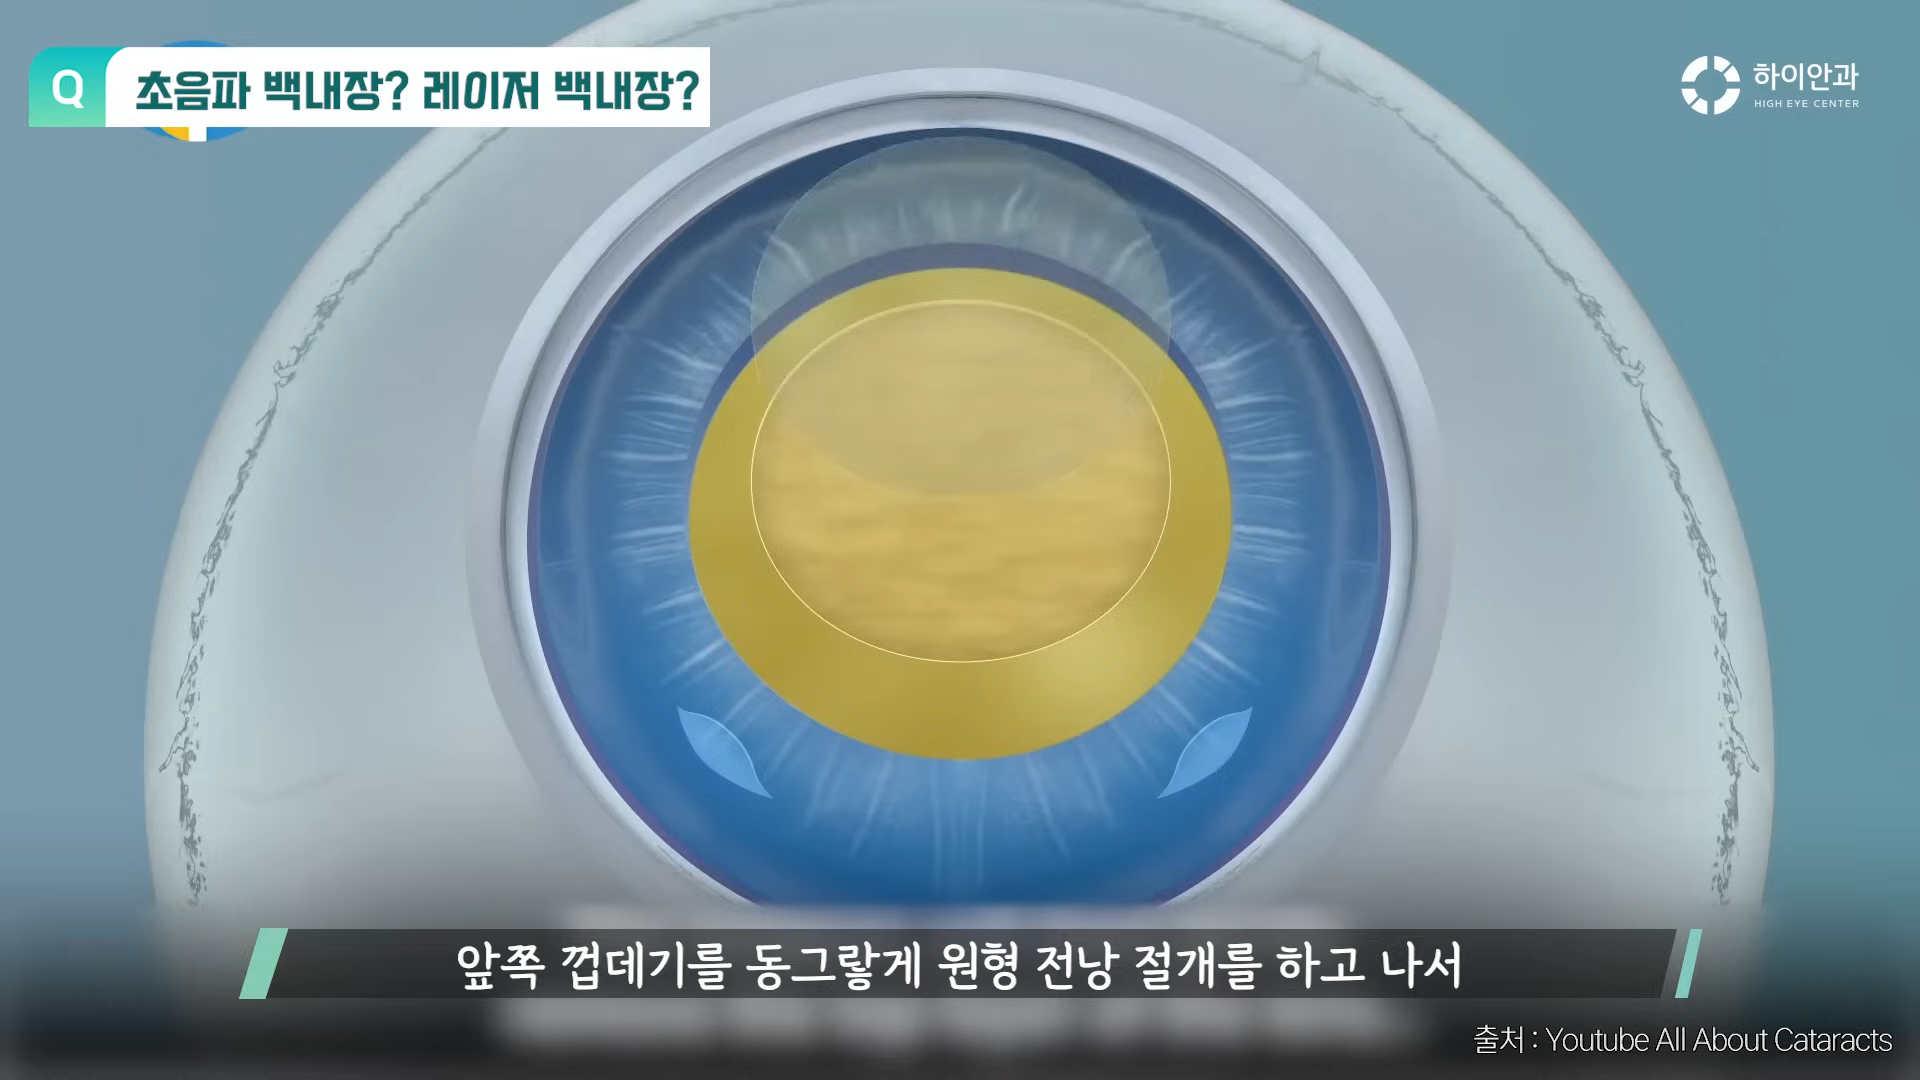 Q 초음파 백내장? 레이저 백내장?
하이안과
HIGH EYE CENTER
앞쪽 껍데기를 동그랗게 원형 전낭 절개를 하고 나서
출처 : Youtube All About Cataracts